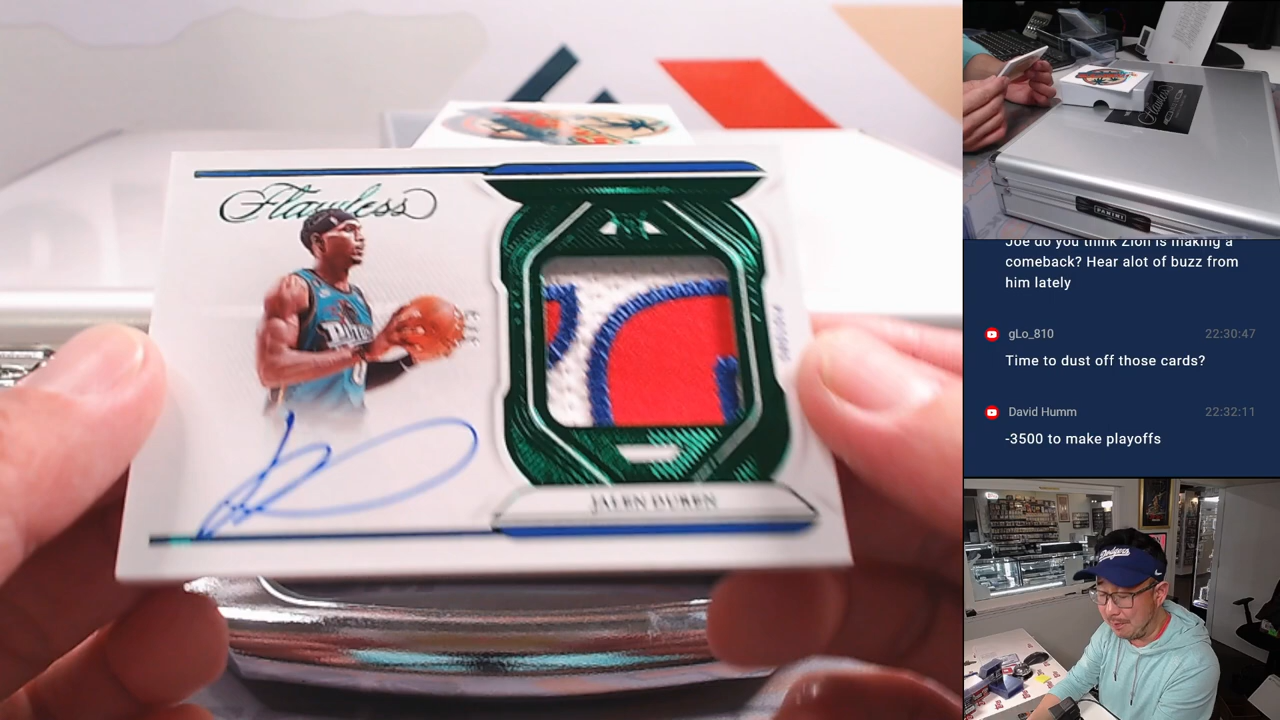 Flawless
JALEN DUREN
Flawless
PANINI
Joe do you think Zion is making a
comeback? Hear alot of buzz from
him lately
gLo_810 22:30:47
Time to dust off those cards?
David Humm 22:32:11
-3500 to make playoffs
Dodgers